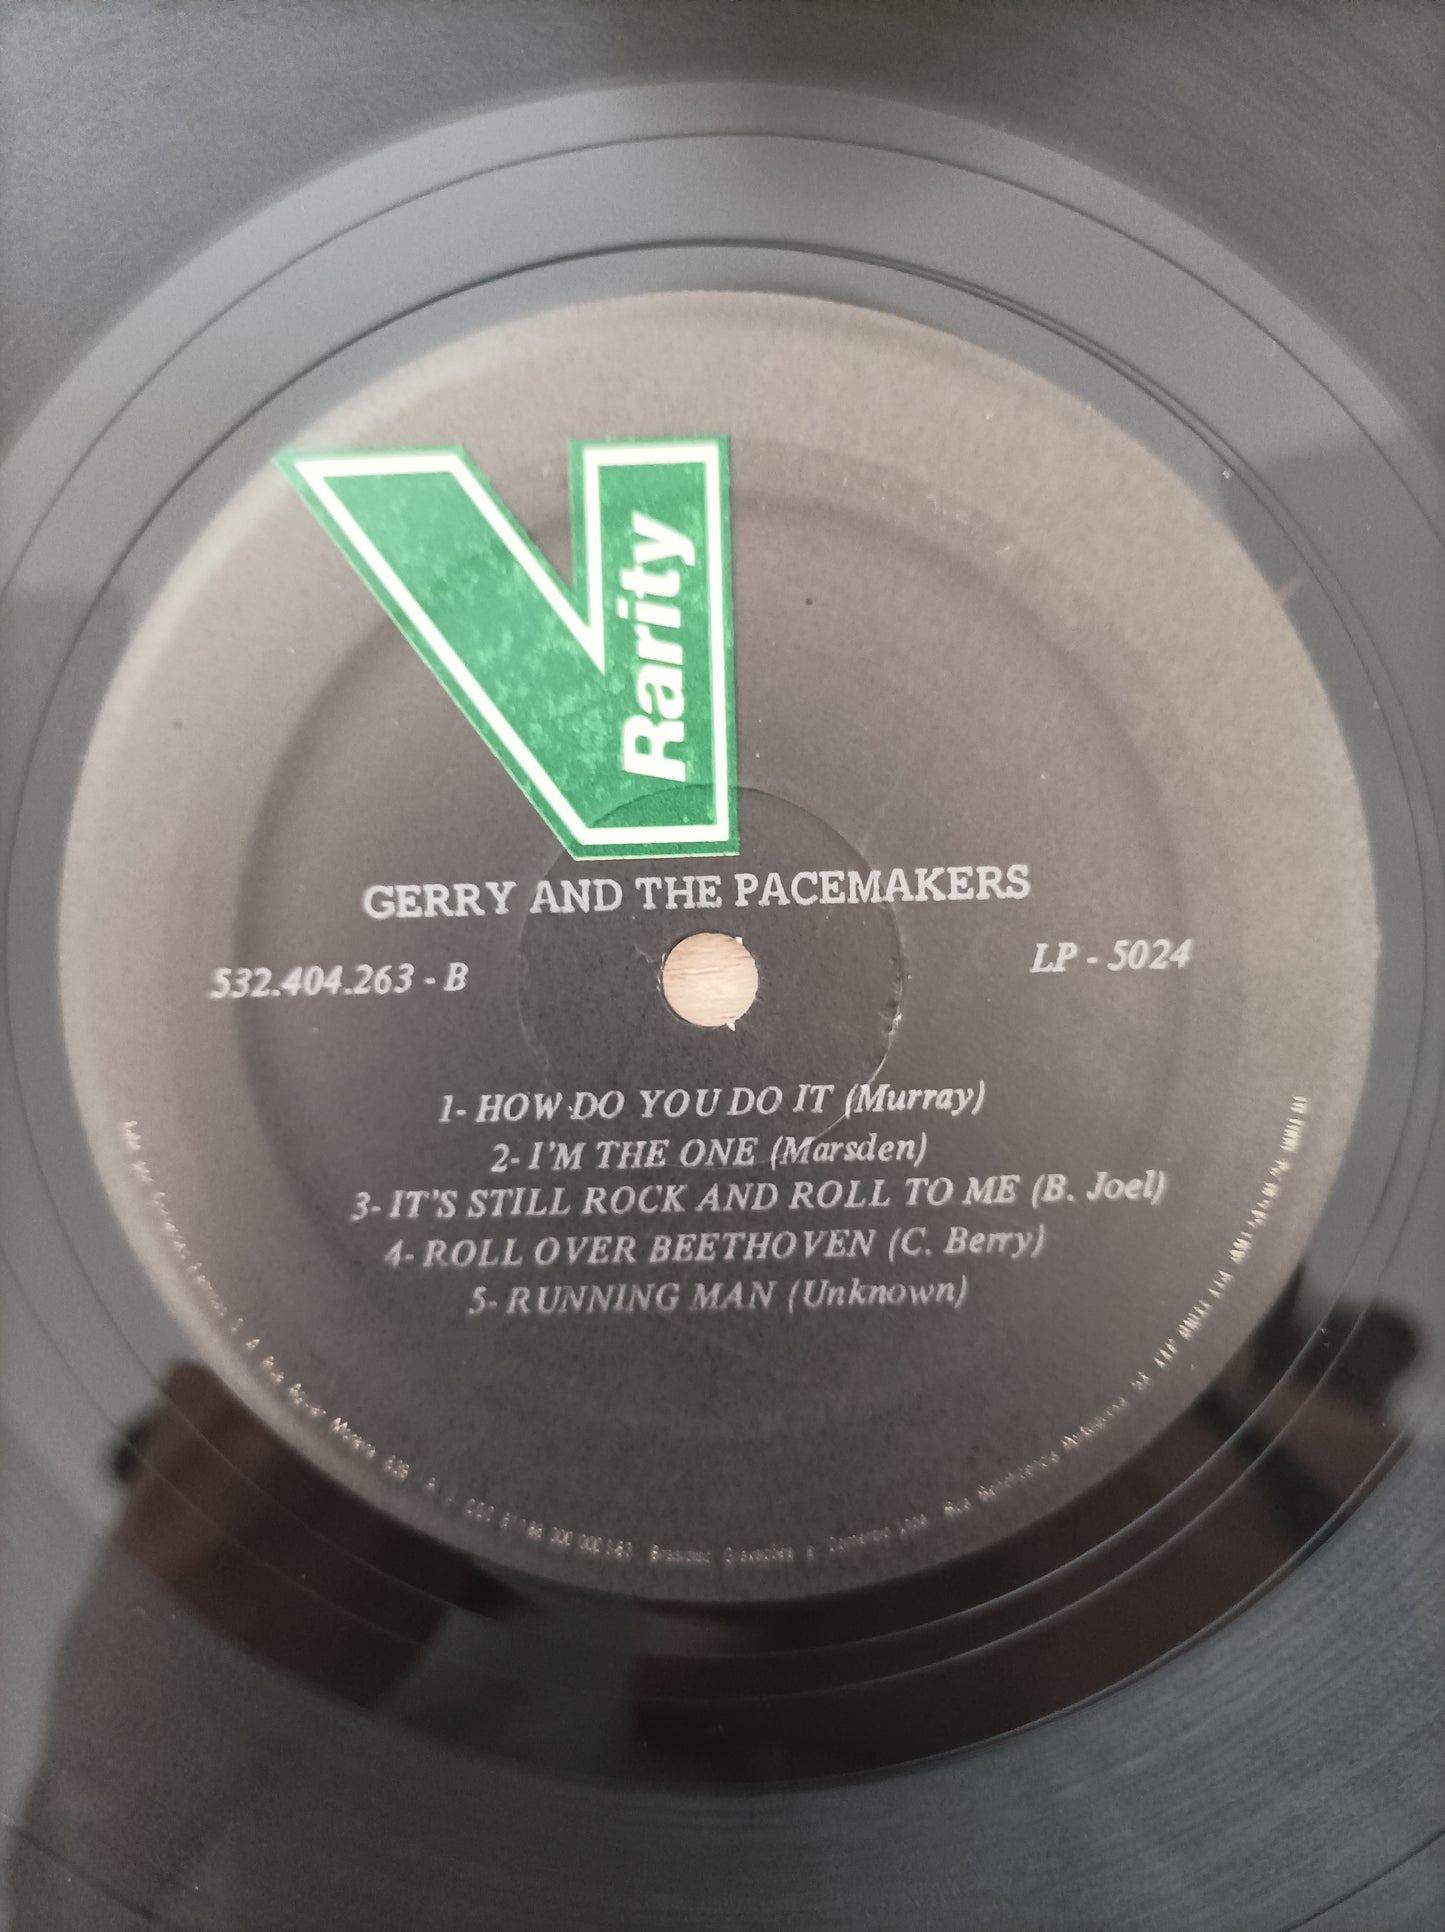 Rarity
GERRY AND THE PACEMAKERS
532.404.263 - B
LP - 5024
1- HOW DO YOU DO IT (Murray)
2- I'M THE ONE (Marsden)
3- IT'S STILL ROCK AND ROLL TO ME (B. Joel)
4- ROLL OVER BEETHOVEN (C. Berry)
5- RUNNING MAN (Unknown)